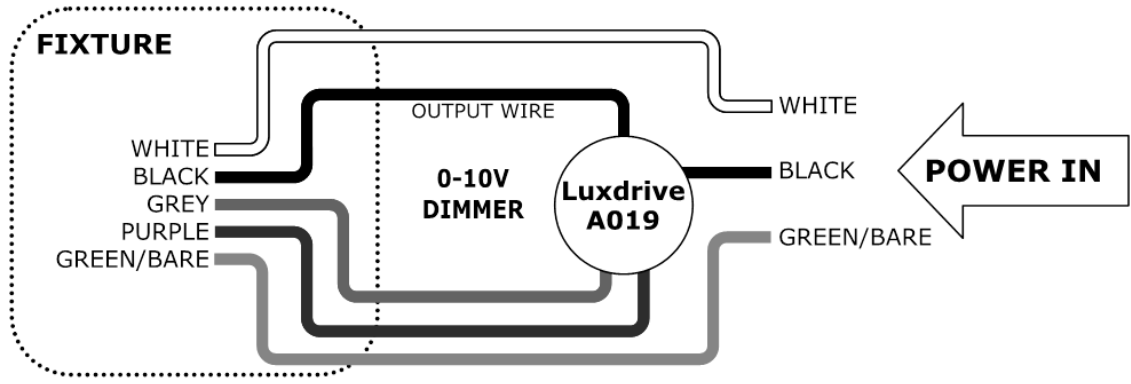 FIXTURE
OUTPUT WIRE
WHITE
WHITE
BLACK
GREY
PURPLE
GREEN/BARE
0-10V
DIMMER
Luxdrive
A019
BLACK
GREEN/BARE
POWER IN